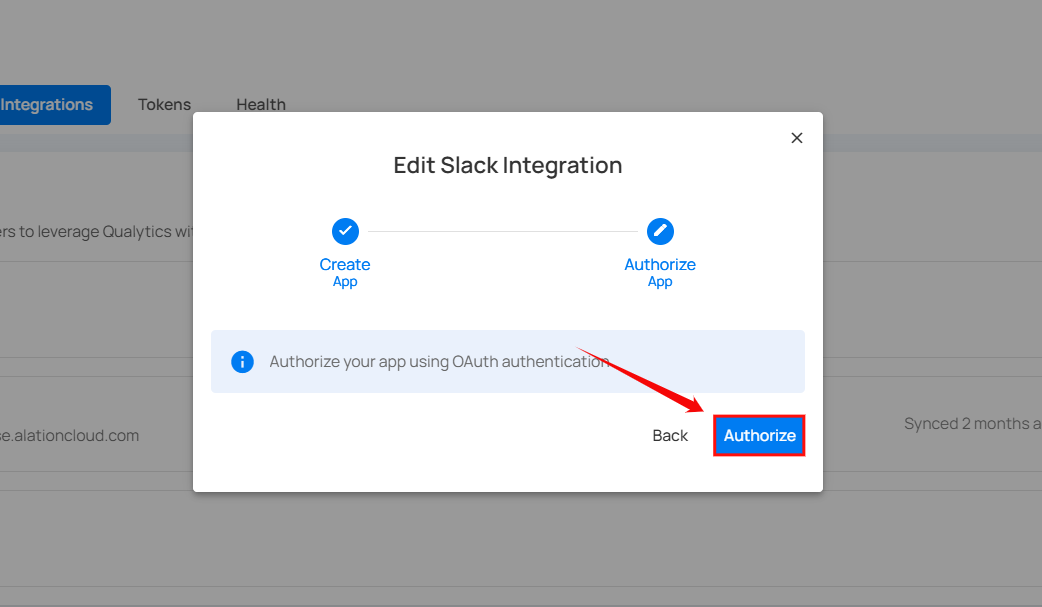 Integrations Tokens Health
Edit Slack Integration
Create
App
Authorize
App
ers to leverage Qualytics wit
Authorize your app using OAuth authentication
Back Authorize
Synced 2 months a
se.alationcloud.com